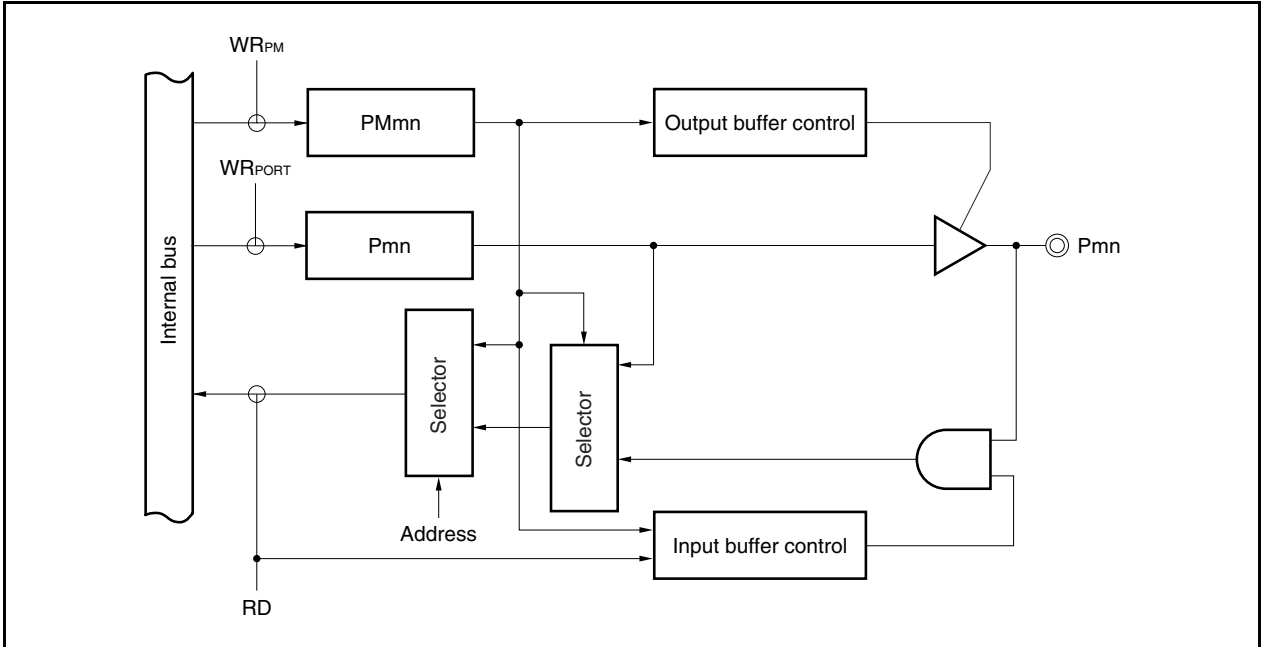 WRPM
PMmn
Output buffer control
WRPORT
Pmn
Pmn
Internal bus
Selector
Selector
Address
Input buffer control
RD